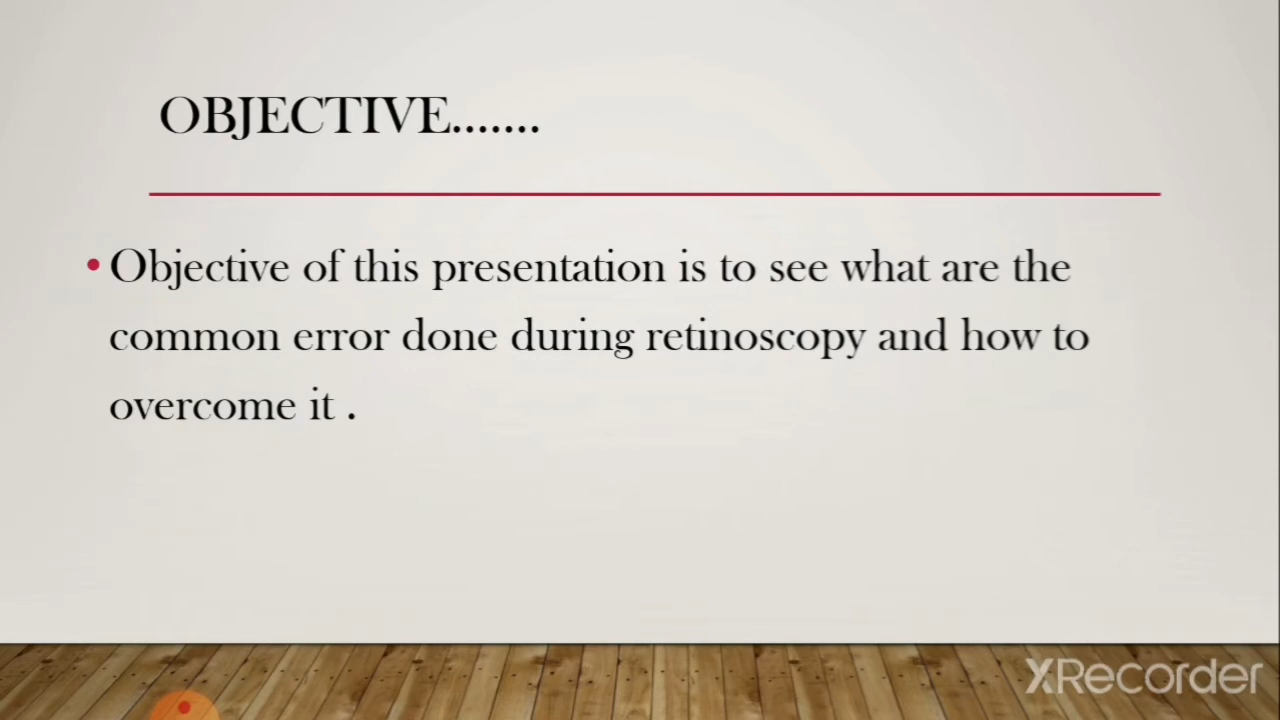 OBJECTIVE.......
• Objective of this presentation is to see what are the
common error done during retinoscopy and how to
overcome it .
XRecorder